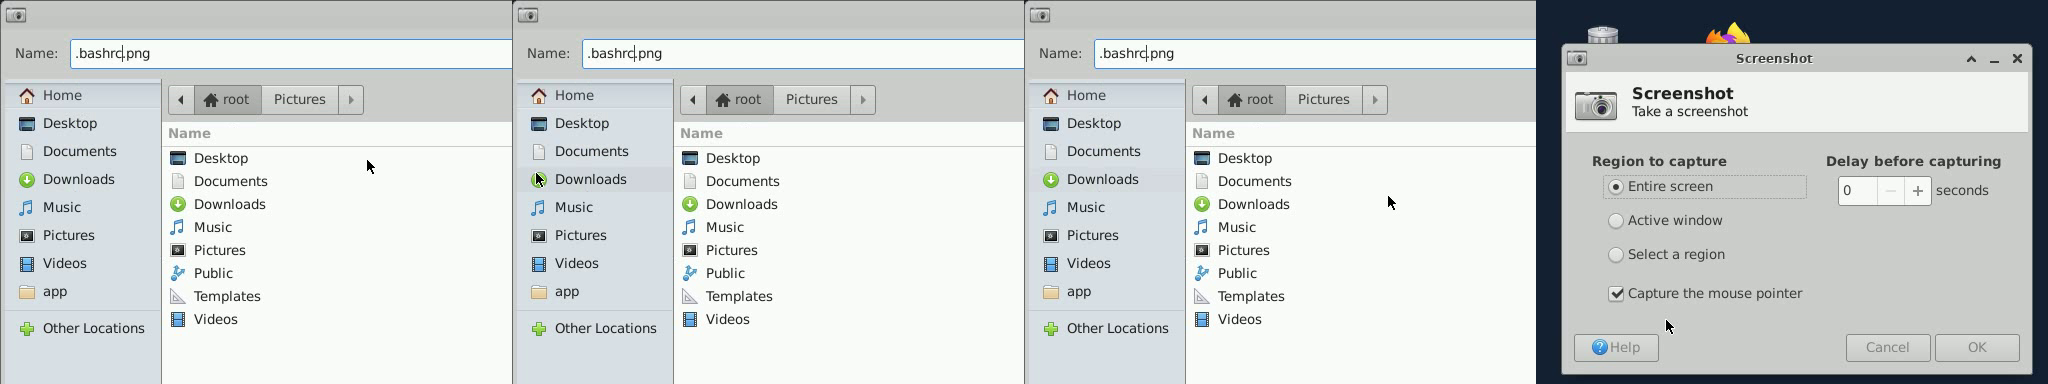 Name: .bashrc.png
root Pictures
Home
Desktop
Documents
Downloads
Music
Pictures
Videos
app
Other Locations
Name
Desktop
Documents
Downloads
Music
Pictures
Public
Templates
Videos
Name: .bashrc.png
root Pictures
Home
Desktop
Documents
Downloads
Music
Pictures
Videos
app
Other Locations
Name
Desktop
Documents
Downloads
Music
Pictures
Public
Templates
Videos
Name: .bashrc.png
root Pictures
Home
Desktop
Documents
Downloads
Music
Pictures
Videos
app
Other Locations
Name
Desktop
Documents
Downloads
Music
Pictures
Public
Templates
Videos
Screenshot
Screenshot
Take a screenshot
Region to capture
Entire screen
Active window
Select a region
Capture the mouse pointer
Delay before capturing
0 seconds
Help Cancel OK